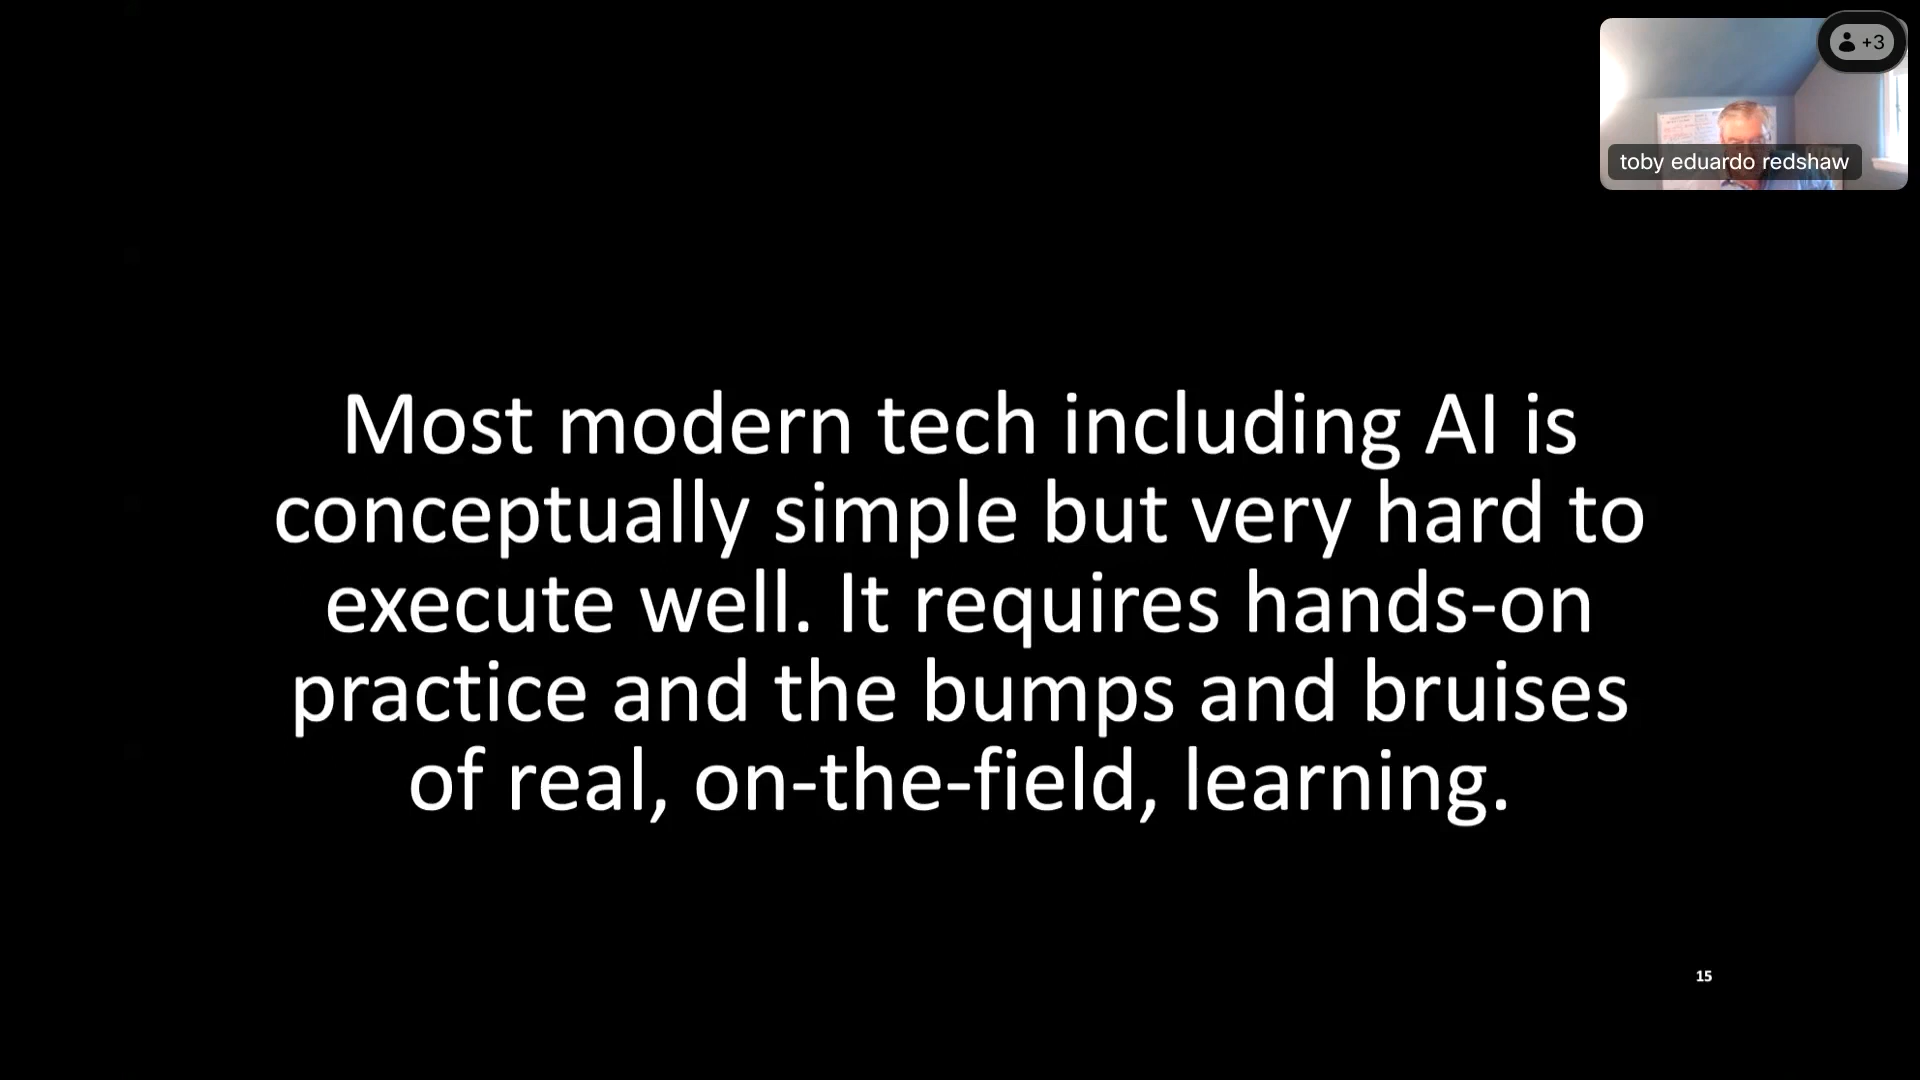 +3
toby eduardo redshaw
Most modern tech including AI is
conceptually simple but very hard to
execute well. It requires hands-on
practice and the bumps and bruises
of real, on-the-field, learning.
15